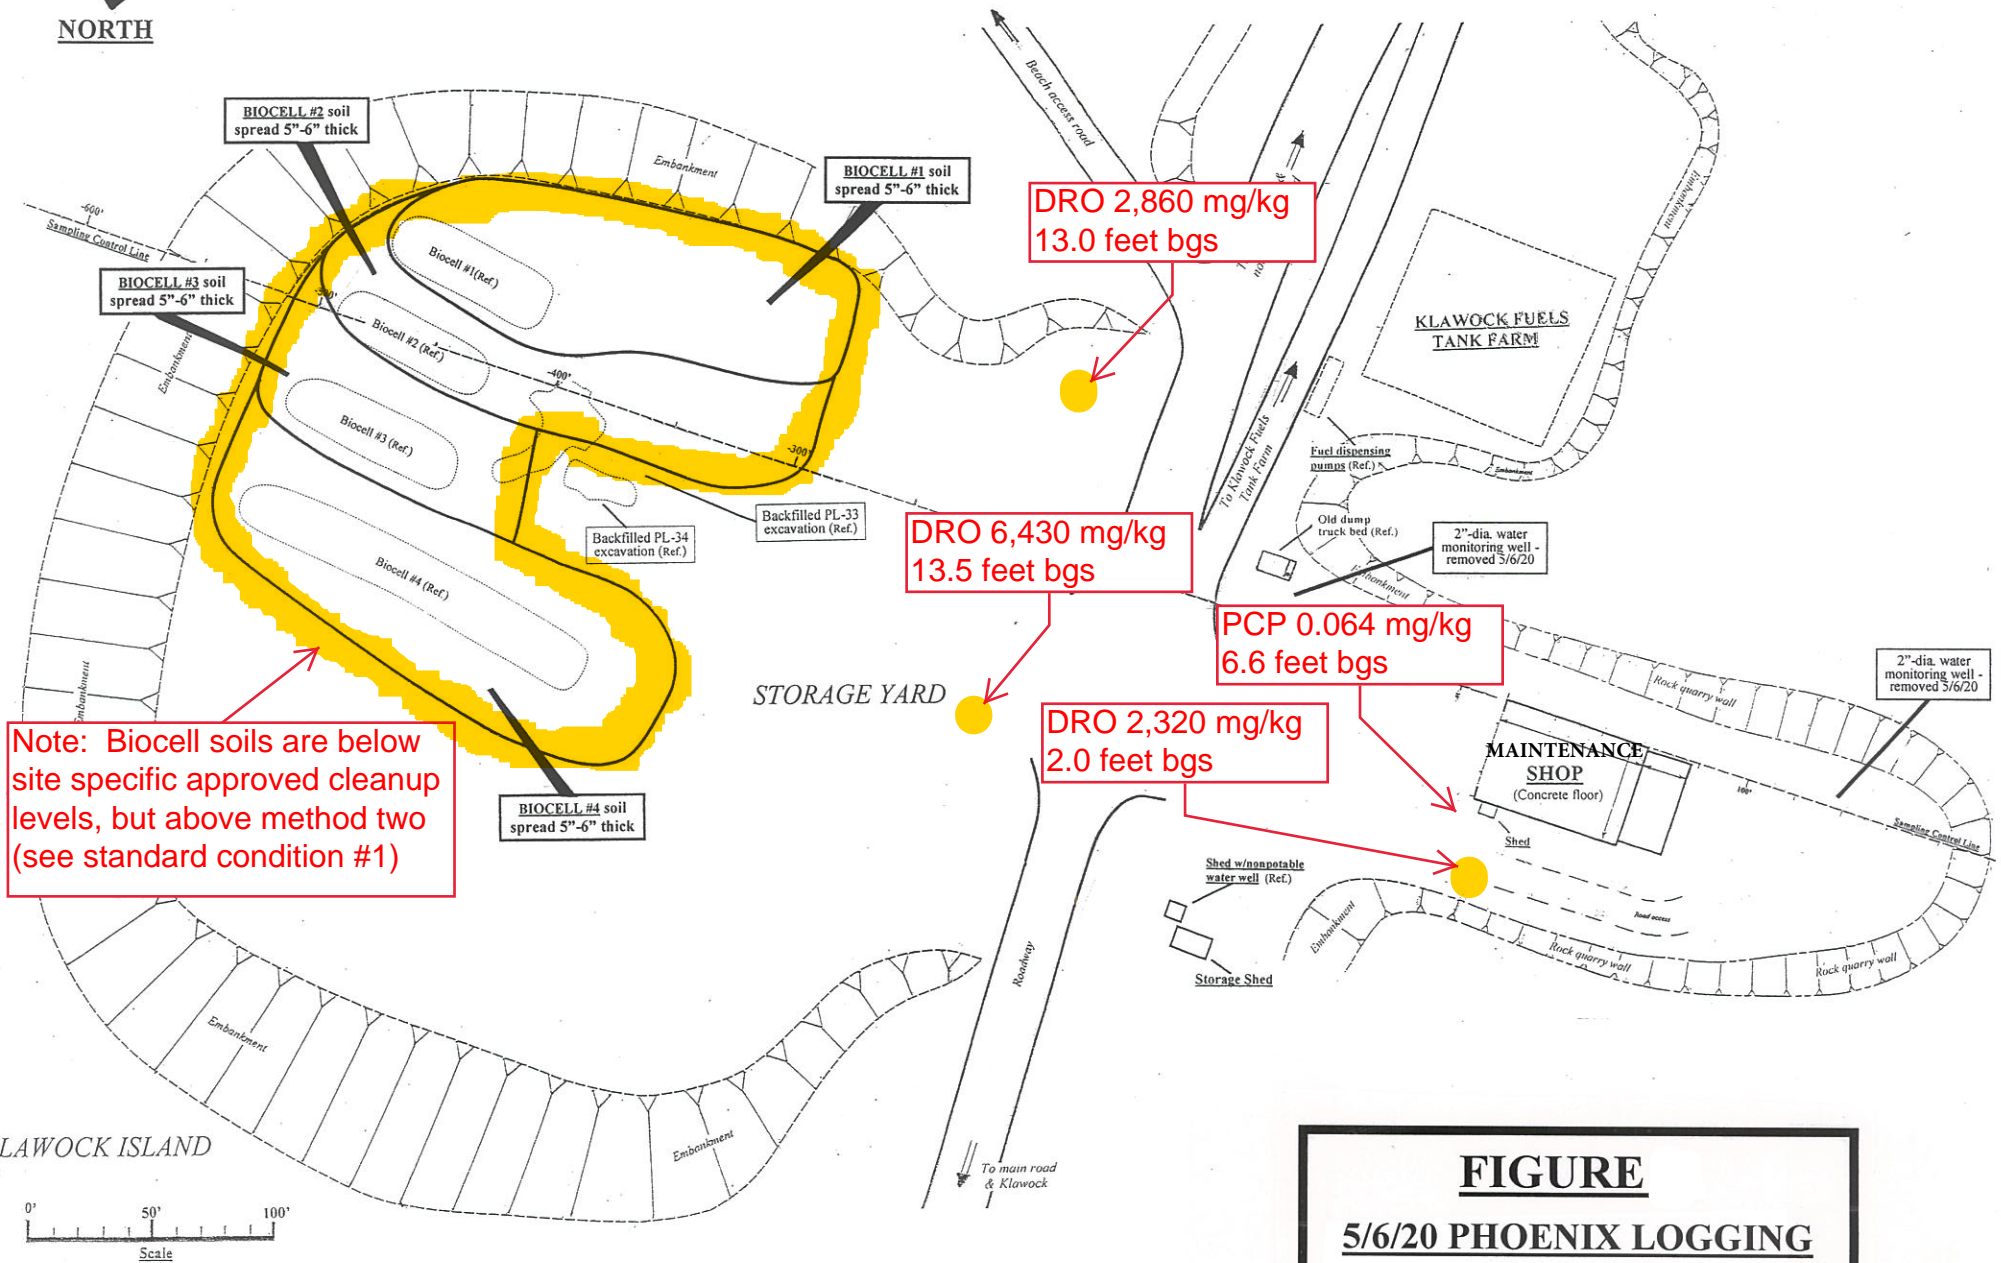 NORTH
BIOCELL #2 soil
spread 5"-6" thick
Embankment
BIOCELL #1 soil
spread 5"-6" thick
Beach access road
DRO 2,860 mg/kg
13.0 feet bgs
Embankment
-600'
Sampling Control Line
BIOCELL #3 soil
spread 5"-6" thick
Embankment
Biocell #1(Ref.)
Biocell #2 (Ref.)
-400'
Biocell #3 (Ref.)
-300'
KLAWOCK FUELS
TANK FARM
To Klawock Fuels
Tank Farm
Fuel dispensing
pumps (Ref.)
Embankment
Backfilled PL-33
excavation (Ref.)
Backfilled PL-34
excavation (Ref.)
Biocell #4 (Ref.)
DRO 6,430 mg/kg
13.5 feet bgs
Old dump
truck bed (Ref.)
2"-dia. water
monitoring well -
removed 5/6/20
Embankment
PCP 0.064 mg/kg
6.6 feet bgs
Embankment
STORAGE YARD
DRO 2,320 mg/kg
2.0 feet bgs
Rock quarry wall
2"-dia. water
monitoring well -
removed 5/6/20
MAINTENANCE
SHOP
(Concrete floor)
100'
Sampling Control Line
Shed
Note: Biocell soils are below
site specific approved cleanup
levels, but above method two
(see standard condition #1)
BIOCELL #4 soil
spread 5"-6" thick
Shed w/nonpotable
water well (Ref.)
Road access
Embankment
Rock quarry wall
Rock quarry wall
Storage Shed
Roadway
Embankment
Embankment
LAWOCK ISLAND
To main road
& Klawock
0' 50' 100'
Scale
FIGURE
5/6/20 PHOENIX LOGGING